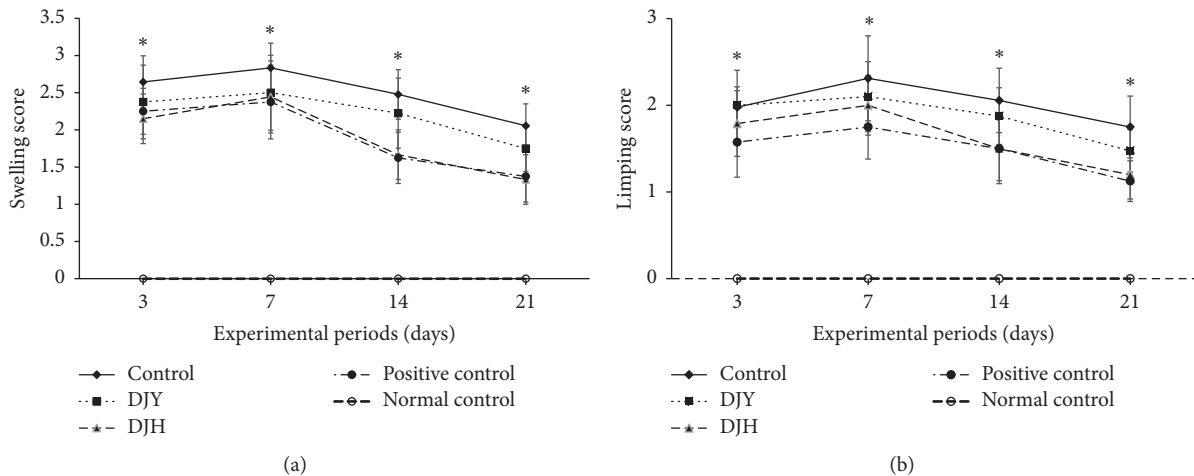 3.5
3
2.5
2
1.5
1
0.5
0
Swelling score
* * * *
3 7 14 21
Experimental periods (days)
Control
DJY
DJH
Positive control
Normal control
(a)
3
2
1
0
Limping score
* * * *
3 7 14 21
Experimental periods (days)
Control
DJY
DJH
Positive control
Normal control
(b)